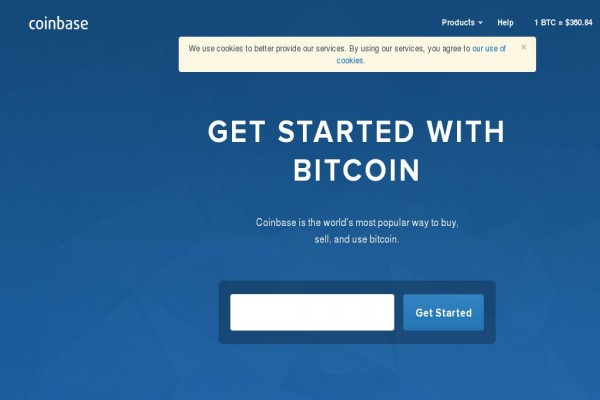 coinbase
Products Help 1 BTC = $360.84
We use cookies to better provide our services. By using our services, you agree to our use of
cookies.
×
GET STARTED WITH
BITCOIN
Coinbase is the world's most popular way to buy,
sell, and use bitcoin.
Get Started